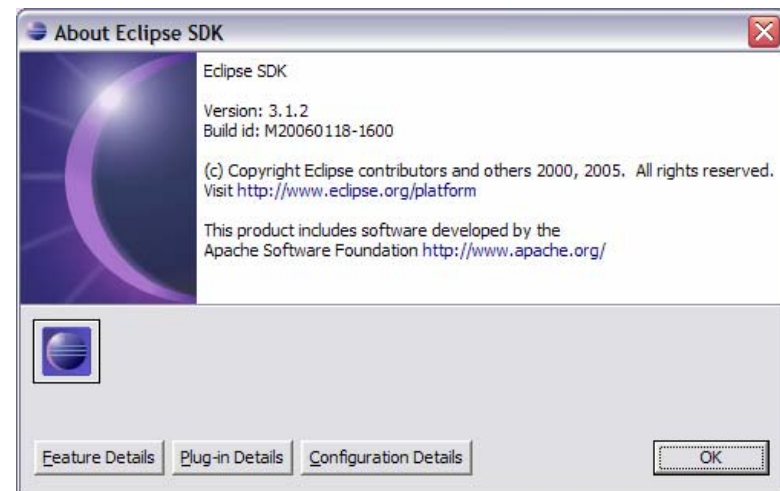 About Eclipse SDK
Eclipse SDK
Version: 3.1.2
Build id: M20060118-1600
(c) Copyright Eclipse contributors and others 2000, 2005.  All rights reserved.
Visit http://www.eclipse.org/platform
This product includes software developed by the
Apache Software Foundation http://www.apache.org/
Feature Details Plug-in Details Configuration Details OK